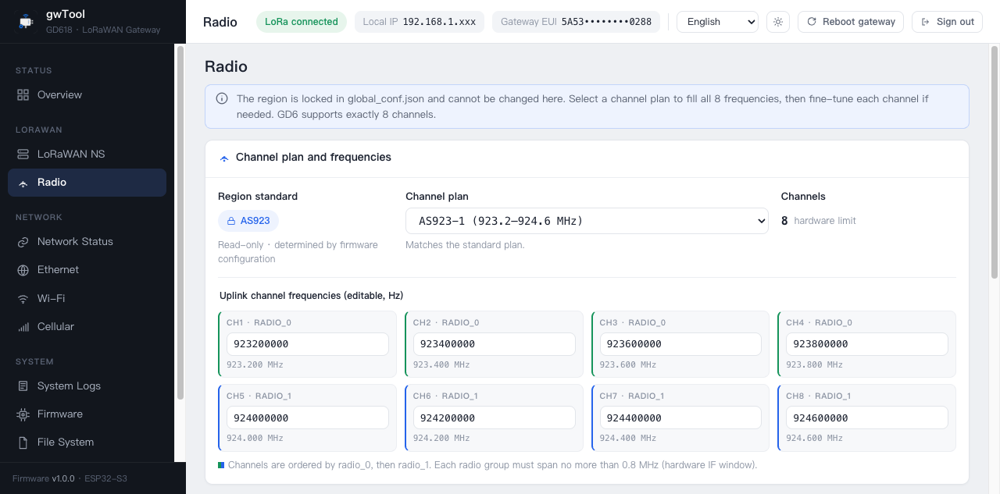 gwTool
GD618 · LoRaWAN Gateway
STATUS
Overview
LORAWAN
LoRaWAN NS
Radio
NETWORK
Network Status
Ethernet
Wi-Fi
Cellular
SYSTEM
System Logs
Firmware
File System
Firmware v1.0.0 · ESP32-S3
Radio
LoRa connected
Local IP 192.168.1.xxx
Gateway EUI 5A53••••••••0288
English
Reboot gateway
Sign out
Radio
The region is locked in global_conf.json and cannot be changed here. Select a channel plan to fill all 8 frequencies, then fine-tune each channel if
needed. GD6 supports exactly 8 channels.
Channel plan and frequencies
Region standard
AS923
Read-only · determined by firmware
configuration
Channel plan
AS923-1 (923.2–924.6 MHz)
Matches the standard plan.
Channels
8 hardware limit
Uplink channel frequencies (editable, Hz)
CH1 · RADIO_0
923200000
923.200 MHz
CH2 · RADIO_0
923400000
923.400 MHz
CH3 · RADIO_0
923600000
923.600 MHz
CH4 · RADIO_0
923800000
923.800 MHz
CH5 · RADIO_1
924000000
924.000 MHz
CH6 · RADIO_1
924200000
924.200 MHz
CH7 · RADIO_1
924400000
924.400 MHz
CH8 · RADIO_1
924600000
924.600 MHz
Channels are ordered by radio_0, then radio_1. Each radio group must span no more than 0.8 MHz (hardware IF window).